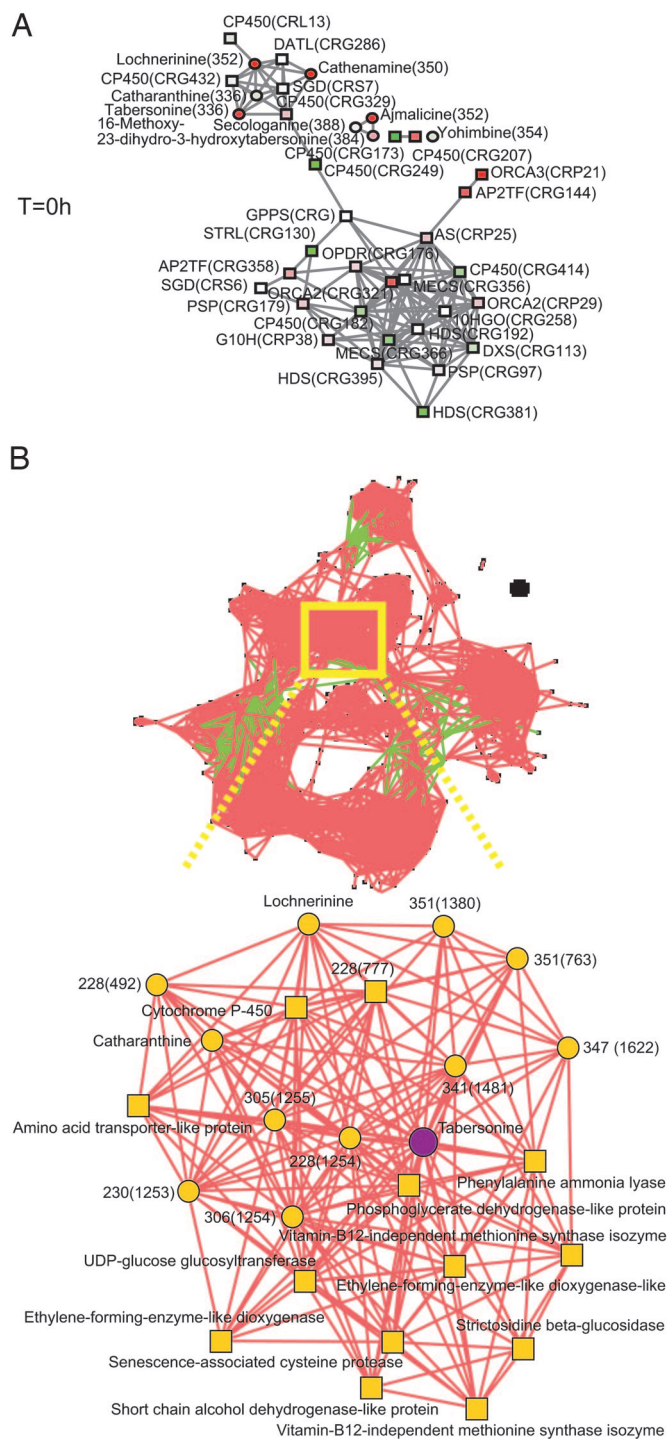 A
CP450(CRL13)
DATL(CRG286)
Lochnerinine(352)
Cathenamine(350)
CP450(CRG432)
SGD(CRS7)
Catharanthine(336)
CP450(CRG329)
Tabersonine(336)
Ajmalicine(352)
Secologanine(388)
16-Methoxy-
Yohimbine(354)
23-dihydro-3-hydroxytabersonine(384)
CP450(CRG173)
CP450(CRG207)
CP450(CRG249)
ORCA3(CRP21)
AP2TF(CRG144)
T=0h
GPPS(CRG)
STRL(CRG130)
AS(CRP25)
OPDR(CRG176)
AP2TF(CRG358)
CP450(CRG414)
SGD(CRS6)
MECS(CRG356)
ORCA2(CRG321)
PSP(CRG179)
ORCA2(CRP29)
10HGO(CRG258)
CP450(CRG182)
HDS(CRG192)
G10H(CRP38)
MECS(CRG366)
DXS(CRG113)
HDS(CRG395)
PSP(CRG97)
HDS(CRG381)
B
Lochnerinine
351(1380)
351(763)
228(777)
228(492)
Cytochrome P-450
Catharanthine
347 (1622)
341(1481)
305(1255)
Amino acid transporter-like protein
Tabersonine
228(1254)
Phenylalanine ammonia lyase
230(1253)
Phosphoglycerate dehydrogenase-like protein
306(1254)
Vitamin-B12-independent methionine synthase isozyme
UDP-glucose glucosyltransferase
Ethylene-forming-enzyme-like dioxygenase-like
Ethylene-forming-enzyme-like dioxygenase
Strictosidine beta-glucosidase
Senescence-associated cysteine protease
Short chain alcohol dehydrogenase-like protein
Vitamin-B12-independent methionine synthase isozyme